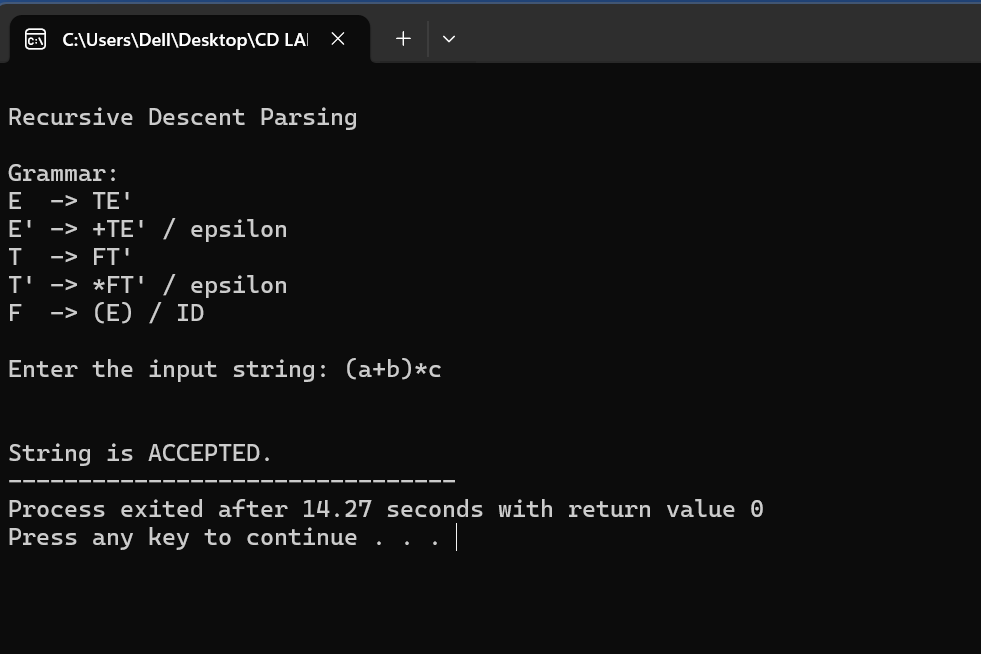 C:\Users\Dell\Desktop\CD LA
Recursive Descent Parsing
Grammar:
E  -> TE'
E' -> +TE' / epsilon
T  -> FT'
T' -> *FT' / epsilon
F  -> (E) / ID
Enter the input string: (a+b)*c
String is ACCEPTED.
--------------------------------
Process exited after 14.27 seconds with return value 0
Press any key to continue . . .